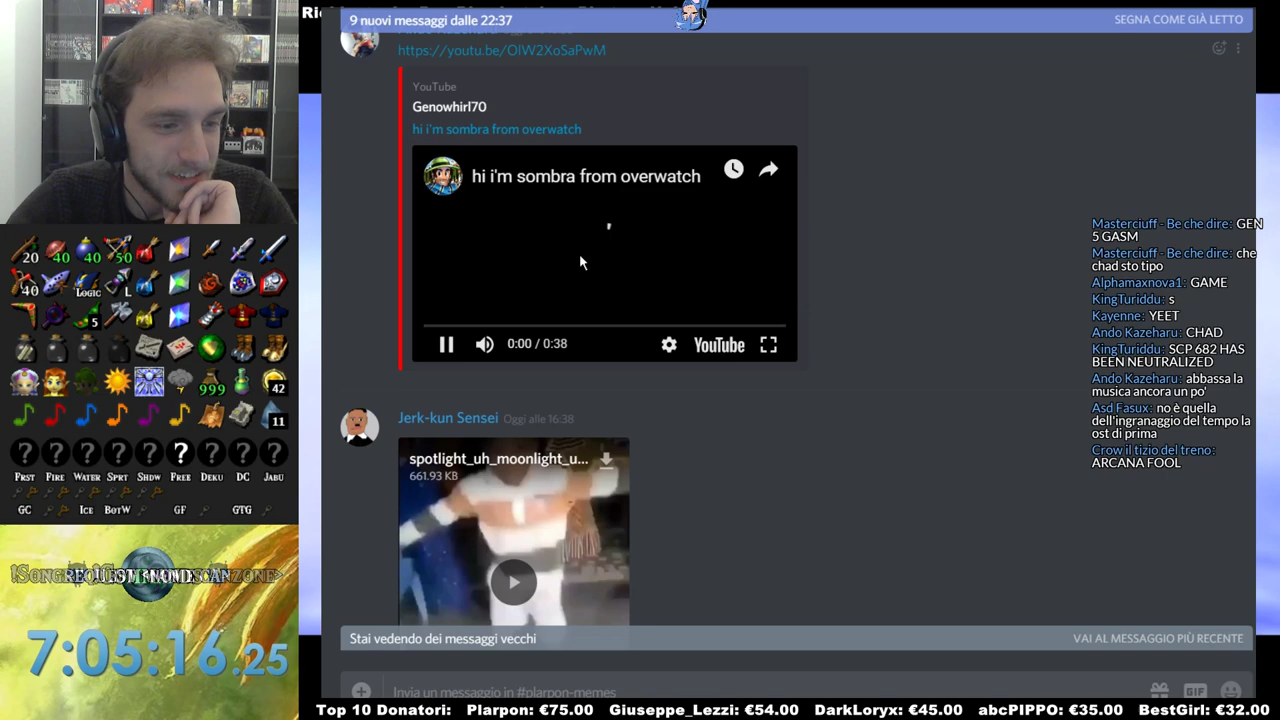 9 nuovi messaggi dalle 22:37
SEGNA COME GIÀ LETTO
https://youtu.be/OlW2XoSaPwM
YouTube
Genowhirl70
hi i'm sombra from overwatch
hi i'm sombra from overwatch
0:00 / 0:38
YouTube
Jerk-kun Sensei Oggi alle 16:38
spotlight_uh_moonlight_u...
661.93 KB
Stai vedendo dei messaggi vecchi
VAI AL MESSAGGIO PIÙ RECENTE
Invia un messaggio in #plarpon-memes
GIF
Masterciuff - Be che dire: GEN
5 GASM
Masterciuff - Be che dire: che
chad sto tipo
Alphamaxnova1: GAME
KingTuriddu: s
Kayenne: YEET
Ando Kazeharu: CHAD
KingTuriddu: SCP 682 HAS
BEEN NEUTRALIZED
Ando Kazeharu: abbassa la
musica ancora un po'
Asd Fasux: no è quella
dell'ingranaggio del tempo la
ost di prima
Crow il tizio del treno:
ARCANA FOOL
20 40 40 50
40 LOGIC L
5
999 42
11
? ? ? ? ? ? ? ? ?
FRST FIRE WATER SPRT SHDW FREE DEKU DC JABU
GC ICE BOTW GF GTG
7:05:16.25
Top 10 Donatori: Plarpon: €75.00 Giuseppe_Lezzi: €54.00 DarkLoryx: €45.00 abcPIPPO: €35.00 BestGirl: €32.00